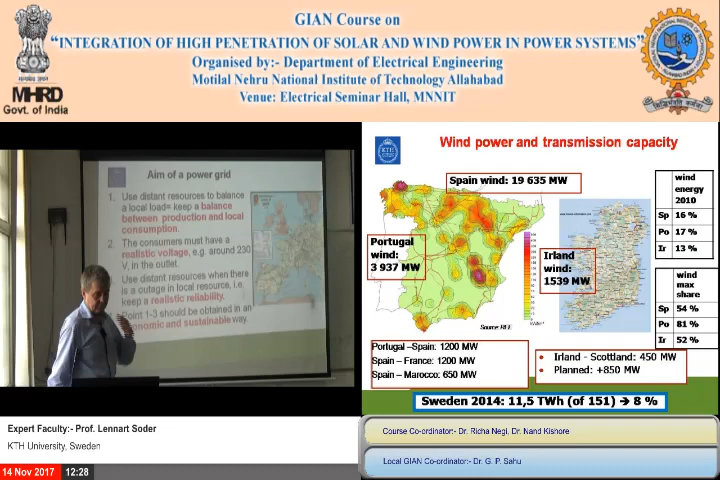 GIAN Course on
"INTEGRATION OF HIGH PENETRATION OF SOLAR AND WIND POWER IN POWER SYSTEMS"
Organised by:- Department of Electrical Engineering
Motilal Nehru National Institute of Technology Allahabad
Venue: Electrical Seminar Hall, MNNIT
MHRD
Govt. of India
Aim of a power grid
1. Use distant resources to balance
a local load= keep a balance
between production and local
consumption.
2. The consumers must have a
realistic voltage, e.g. around 230
V, in the outlet.
Use distant resources when there
is a outage in local resource, i.e.
keep a realistic reliability.
Point 1-3 should be obtained in an
economic and sustainable way.
KTH
Wind power and transmission capacity
Spain wind: 19 635 MW
Portugal
wind:
3 937 MW
Irland
wind:
1539 MW
Source: REE
wind
energy
2010
Sp 16 %
Po 17 %
Ir 13 %
wind
max
share
Sp 54 %
Po 81 %
Ir 52 %
Portugal –Spain: 1200 MW
Spain – France: 1200 MW
Spain – Marocco: 650 MW
• Irland - Scottland: 450 MW
• Planned: +850 MW
Sweden 2014: 11,5 TWh (of 151) → 8 %
Expert Faculty:- Prof. Lennart Soder
KTH University, Sweden
14 Nov 2017 12:28
Course Co-ordinator:- Dr. Richa Negi, Dr. Nand Kishore
Local GIAN Co-ordinator:- Dr. G. P. Sahu